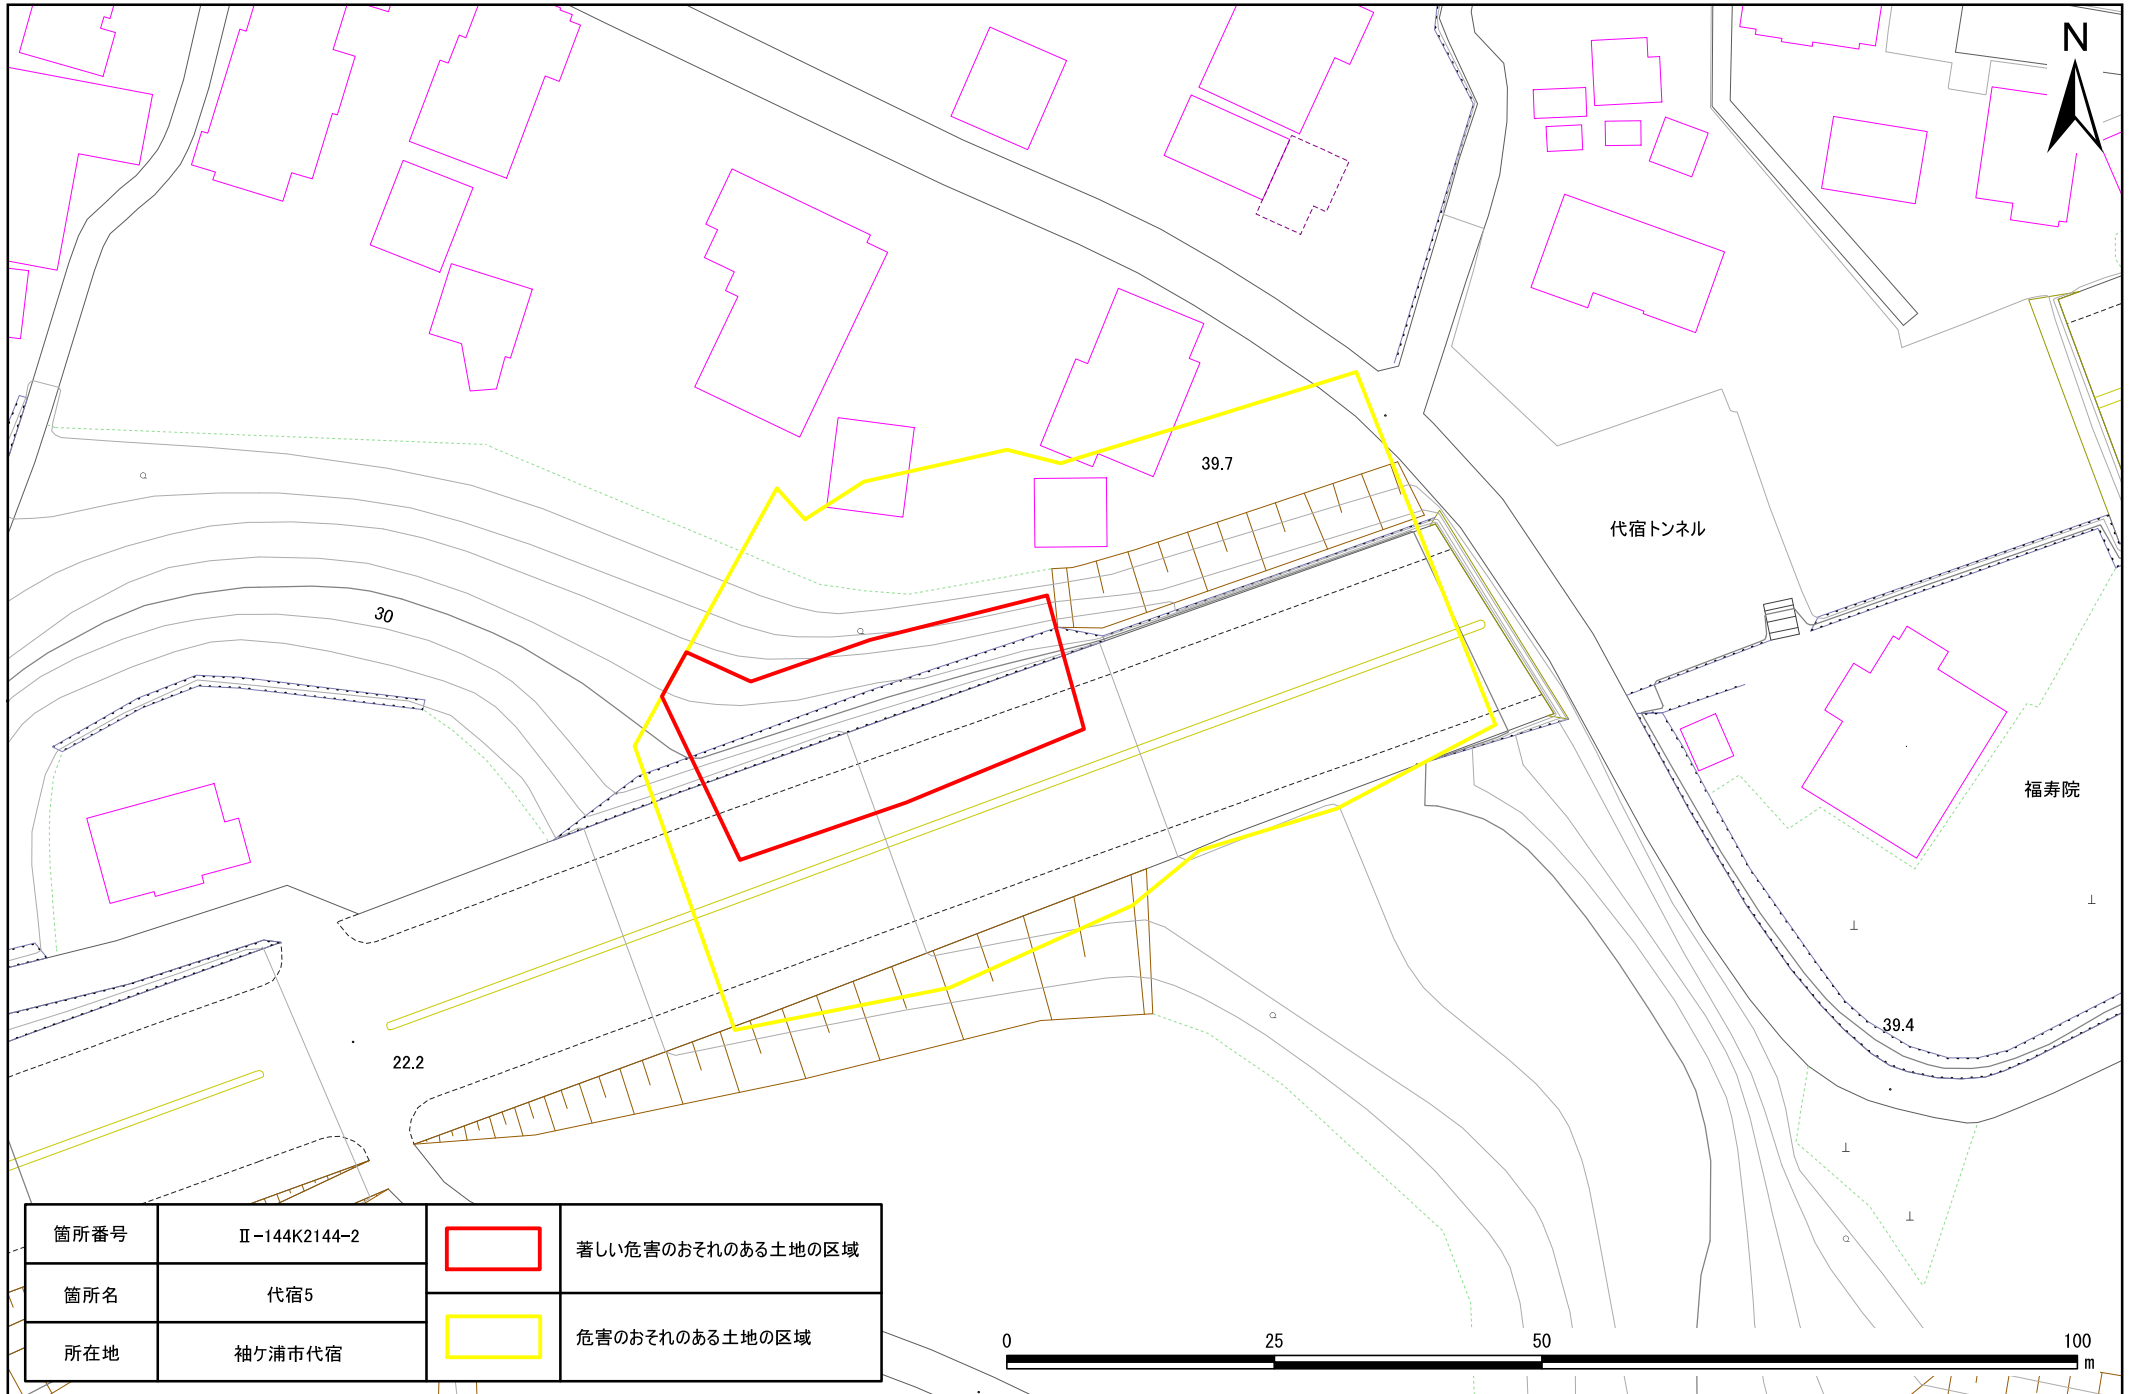 N
39.7
代宿トンネル
30
福寿院
39.4
22.2
箇所番号 Ⅱ-144K2144-2
箇所名 代宿5
所在地 袖ケ浦市代宿
著しい危害のおそれのある土地の区域
危害のおそれのある土地の区域
0 25 50 100
m